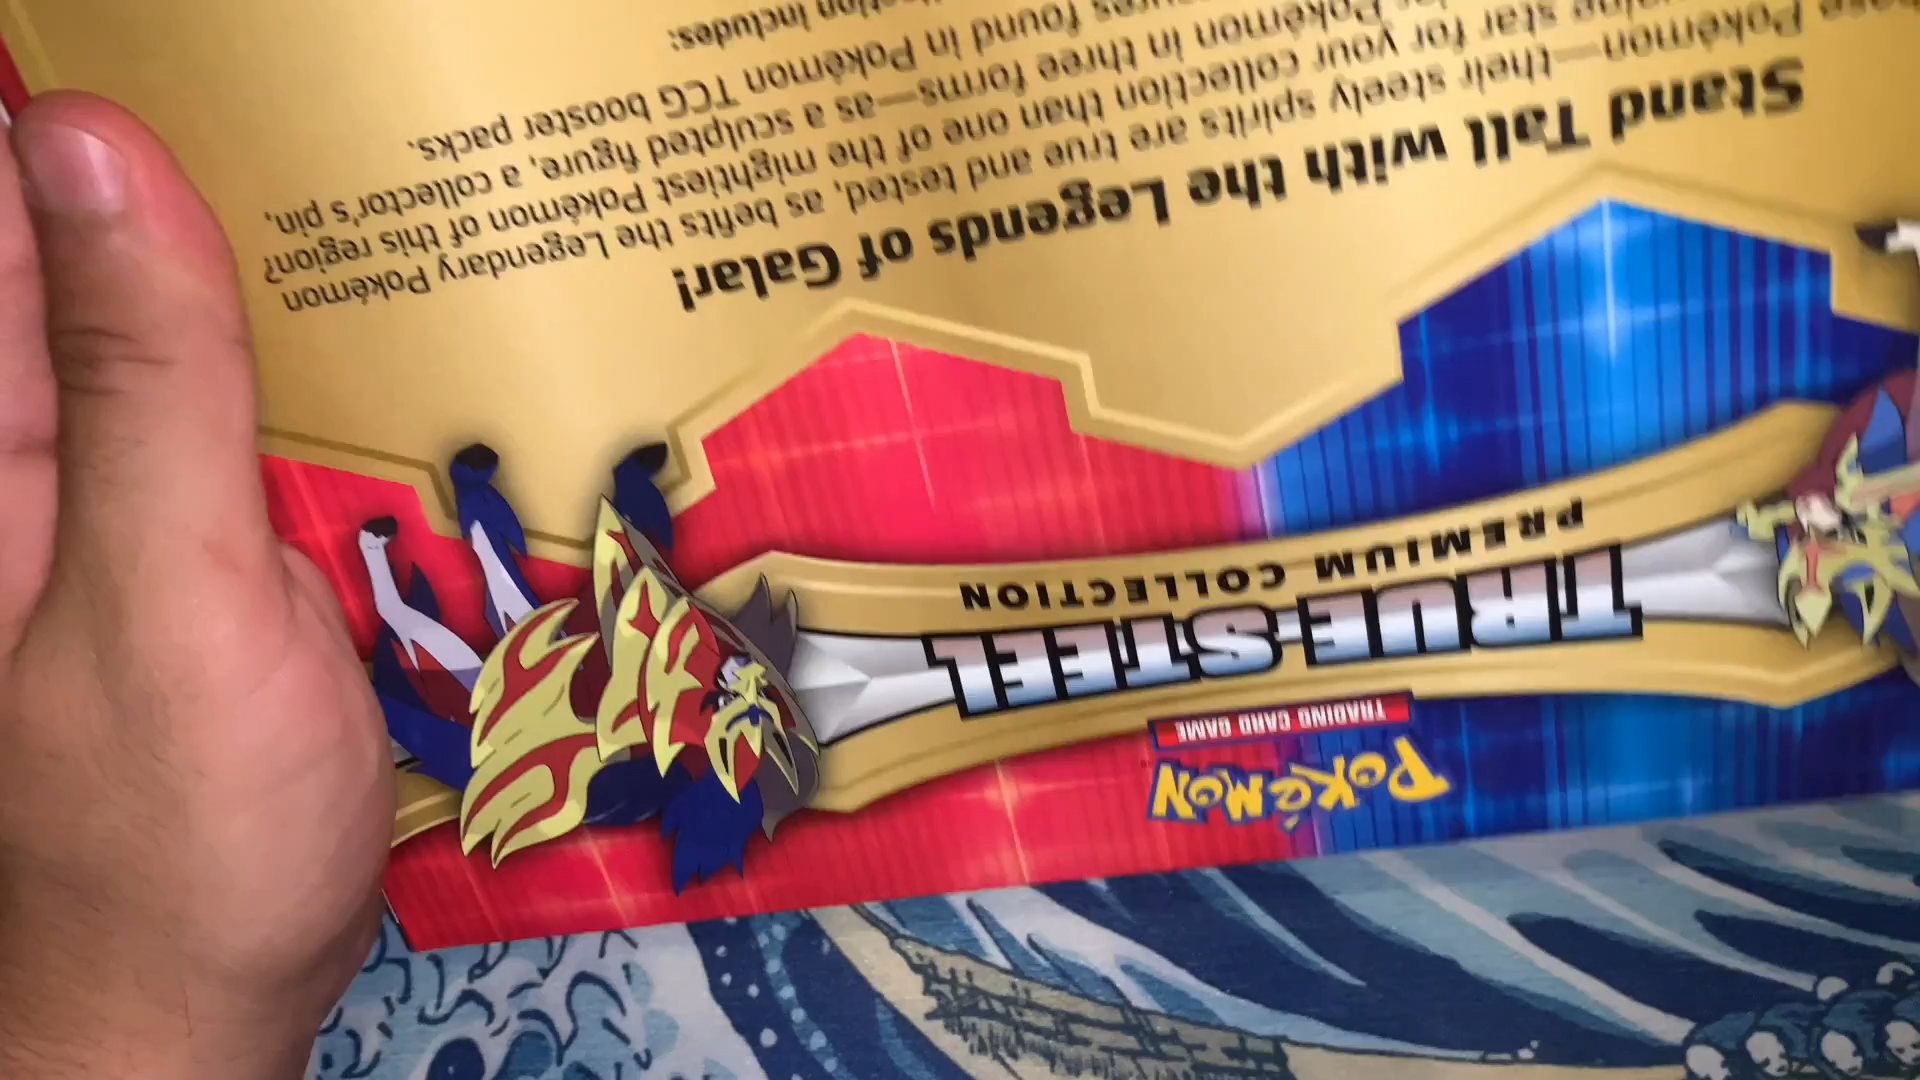 Pokémon
TRADING CARD GAME
TRUE STEEL
PREMIUM COLLECTION
Stand Tall with the Legends of Galar!
Pokémon—their steely spirits are true and tested, as befits the Legendary Pokémon
star for your collection than one of the mightiest Pokémon of this region?
Pokémon in three forms—as a sculpted figure, a collector's pin,
found in Pokémon TCG booster packs.
includes: